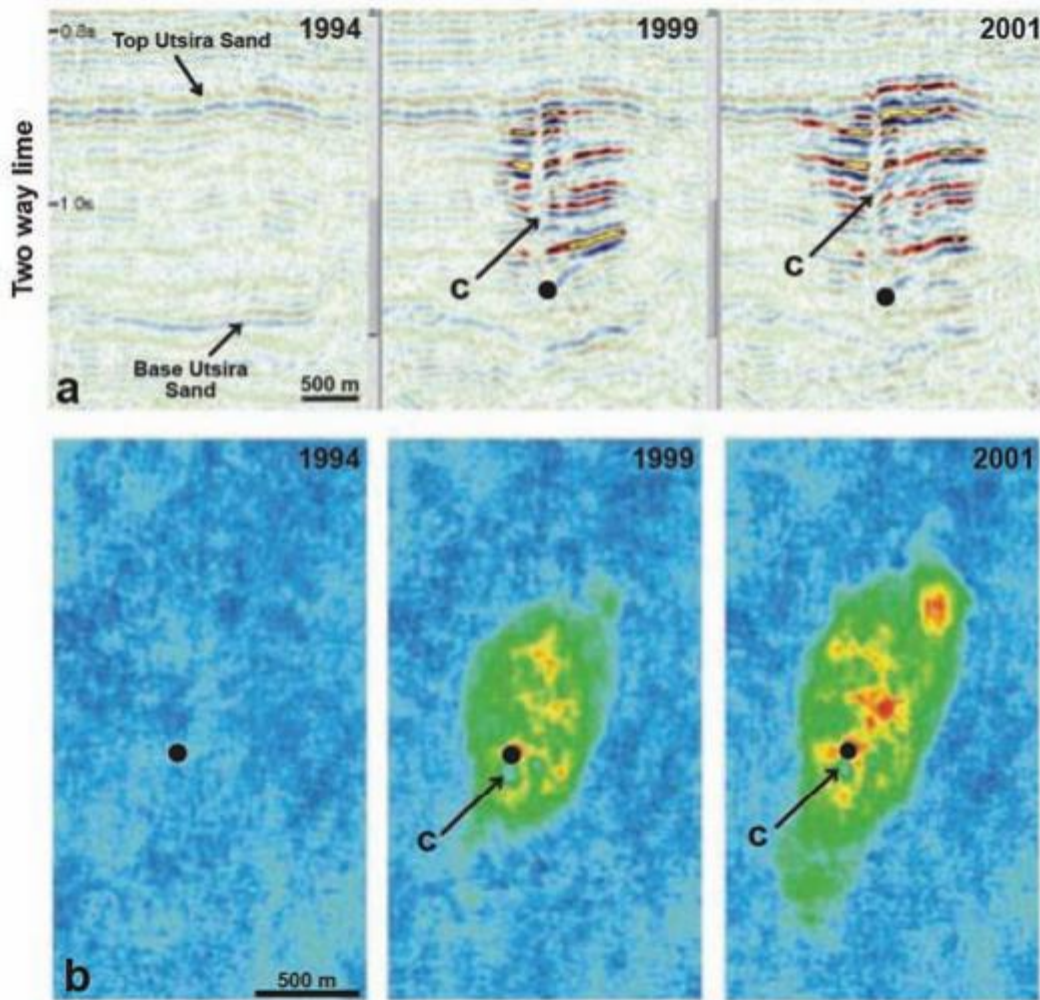 1994
1999
2001
0.8s
Top Utsira Sand
Two way lime
1.0s
C
C
Base Utsira
Sand
500 m
a
1994
1999
2001
C
C
500 m
b